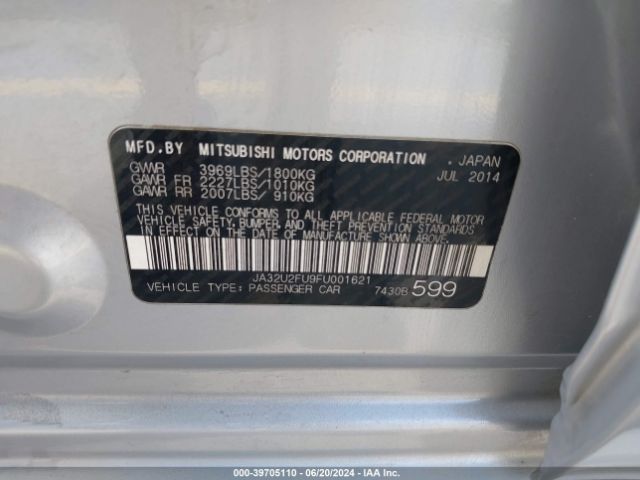 MFD.BY MITSUBISHI MOTORS CORPORATION . JAPAN
GVWR 3969LBS/1800KG JUL 2014
GAWR FR 2227LBS/1010KG
GAWR RR 2007LBS/ 910KG
THIS VEHICLE CONFORMS TO ALL APPLICABLE FEDERAL MOTOR
VEHICLE SAFETY, BUMPER, AND THEFT PREVENTION STANDARDS
IN EFFECT ON THE DATE OF MANUFACTURE SHOWN ABOVE.
JA32U2FU9FU001621
VEHICLE TYPE: PASSENGER CAR 7430B 599
000-39705110 - 06/20/2024 - IAA Inc.